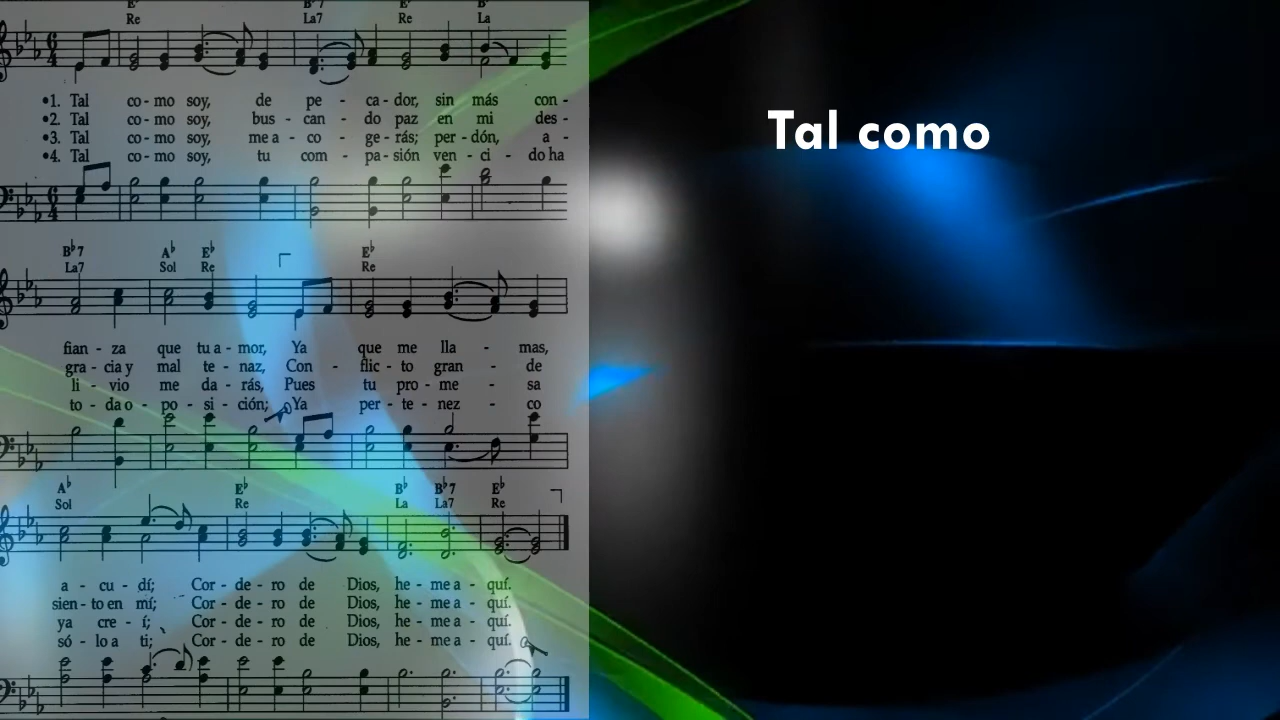 E♭ B♭7 E♭ B♭
Re La7 Re La
•1. Tal co - mo soy, de pe - ca - dor, sin más con -
•2. Tal co - mo soy, bus - can - do paz en mi des -
•3. Tal co - mo soy, me a - co - ge - rás; per - dón, a -
•4. Tal co - mo soy, tu com - pa - sión ven - ci - do ha
B♭7 A♭ E♭ E♭
La7 Sol Re Re
fian - za que tu a - mor, Ya que me lla - mas,
gra - cia y mal te - naz, Con - flic - to gran - de
li - vio me da - rás, Pues tu pro - me - sa
to - da o - po - si - ción; Ya per - te - nez - co
A♭ E♭ B♭ B♭7 E♭
Sol Re La La7 Re
a - cu - dí; Cor - de - ro de Dios, he - me a - quí.
sien - to en mí; Cor - de - ro de Dios, he - me a - quí.
ya cre - í; Cor - de - ro de Dios, he - me a - quí.
só - lo a ti; Cor - de - ro de Dios, he - me a - quí.
Tal como